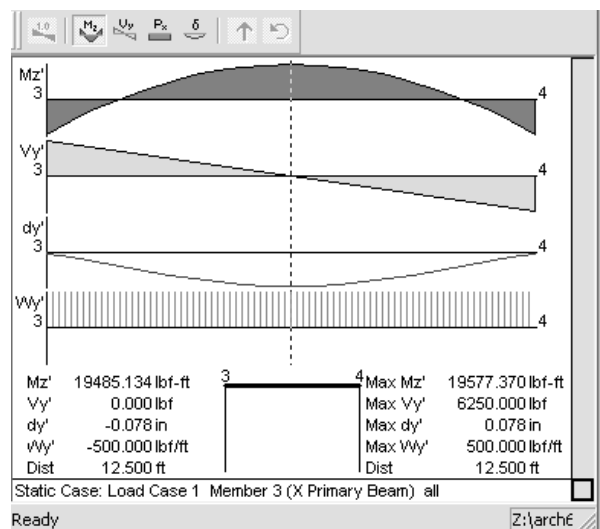 1.0 Mz Vy Px δ
Mz'
3 4
Vy'
3 4
dy'
3 4
Wy'
3 4
3 4
Mz' 19485.134 lbf-ft Max Mz' 19577.370 lbf-ft
Vy' 0.000 lbf Max Vy' 6250.000 lbf
dy' -0.078 in Max dy' 0.078 in
Wy' -500.000 lbf/ft Max Wy' 500.000 lbf/ft
Dist 12.500 ft Dist 12.500 ft
Static Case: Load Case 1 Member 3 (X Primary Beam) all
Ready Z:\arch6